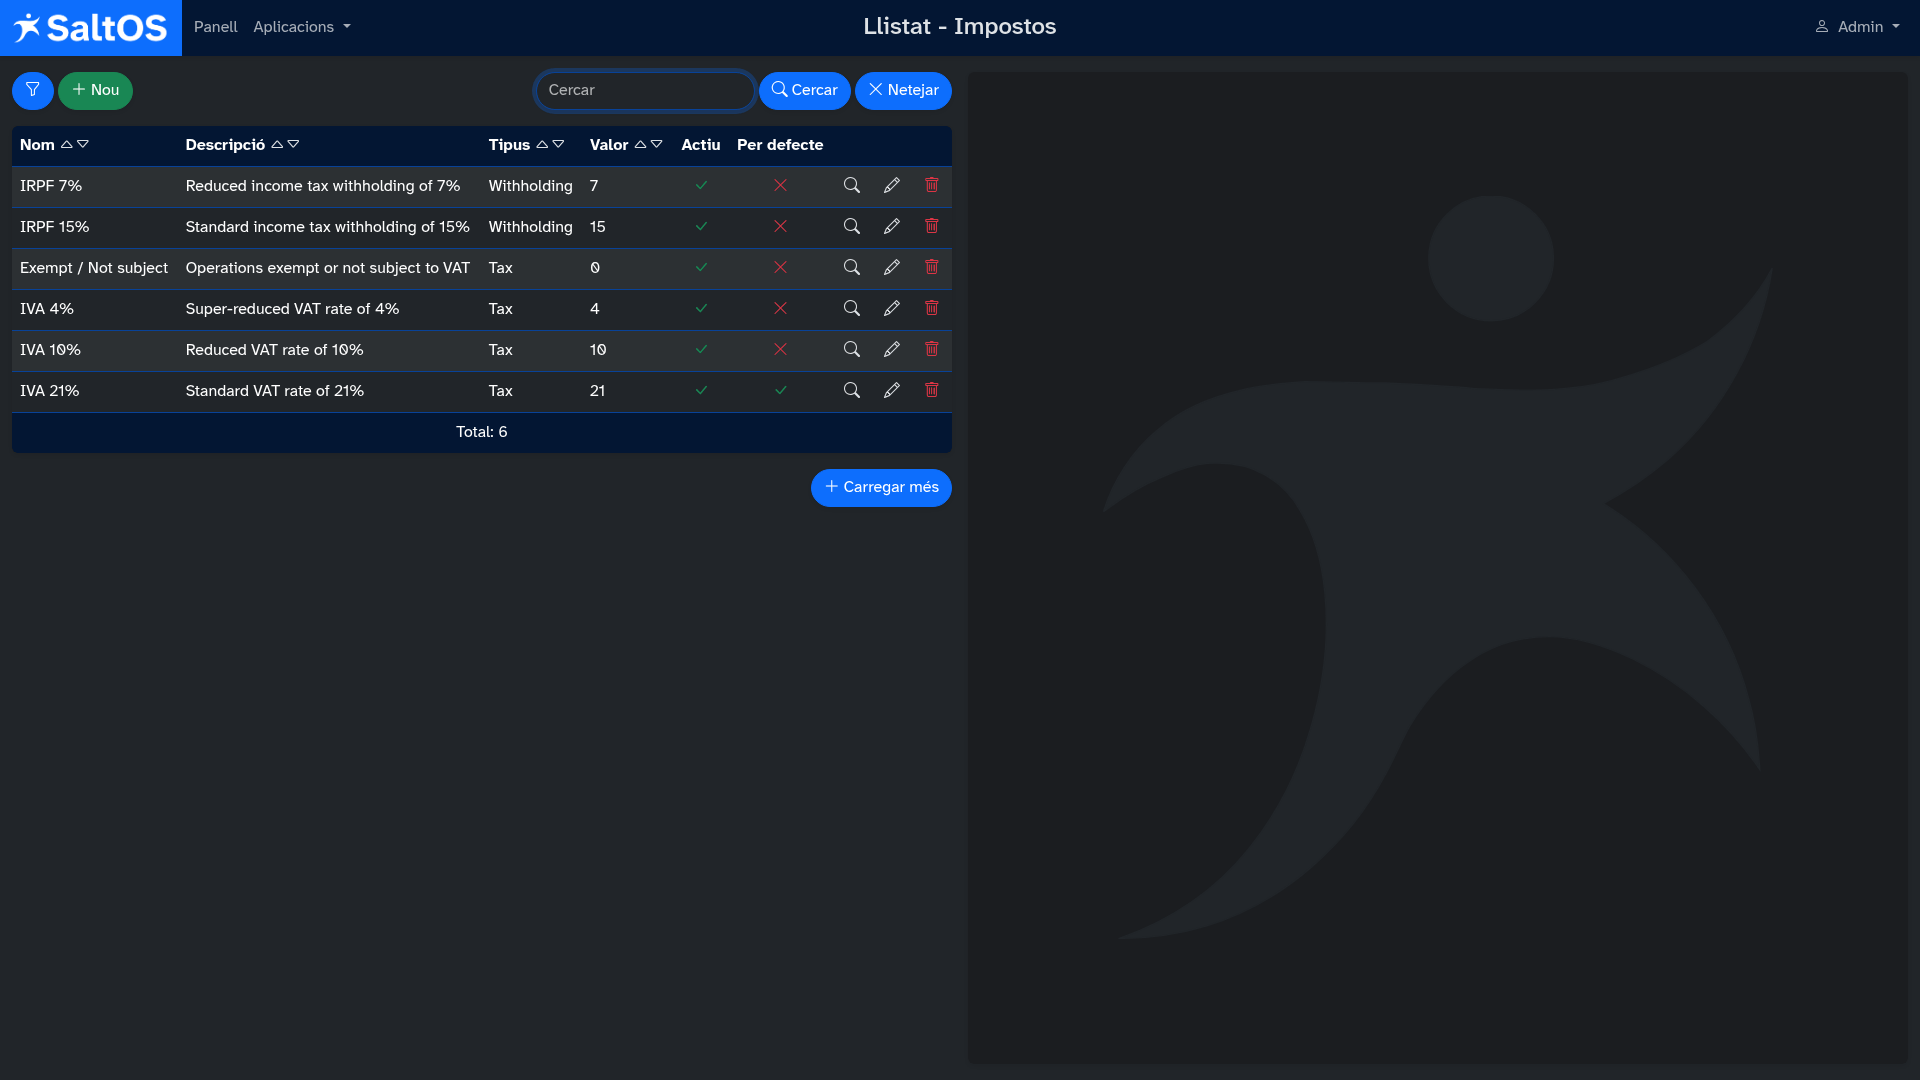 SaltOS Panell Aplicacions Llistat - Impostos Admin
Nou Cercar Cercar Netejar
Nom Descripció Tipus Valor Actiu Per defecte
IRPF 7% Reduced income tax withholding of 7% Withholding 7
IRPF 15% Standard income tax withholding of 15% Withholding 15
Exempt / Not subject Operations exempt or not subject to VAT Tax 0
IVA 4% Super-reduced VAT rate of 4% Tax 4
IVA 10% Reduced VAT rate of 10% Tax 10
IVA 21% Standard VAT rate of 21% Tax 21
Total: 6
Carregar més